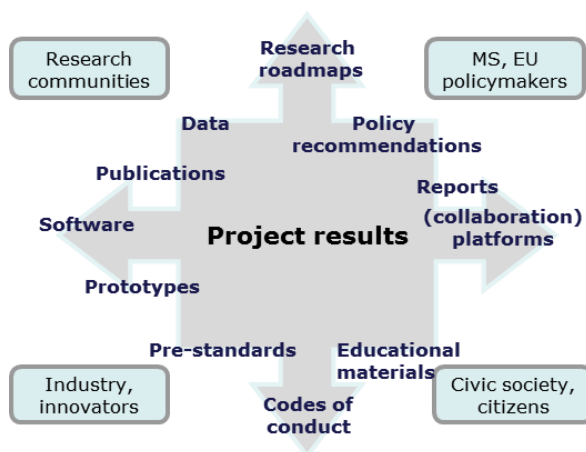 Research
communities
Research
roadmaps
MS, EU
policymakers
Data
Policy
recommendations
Publications
Reports
Software
Project results
(collaboration)
platforms
Prototypes
Pre-standards
Educational
materials
Industry,
innovators
Codes of
conduct
Civic society,
citizens